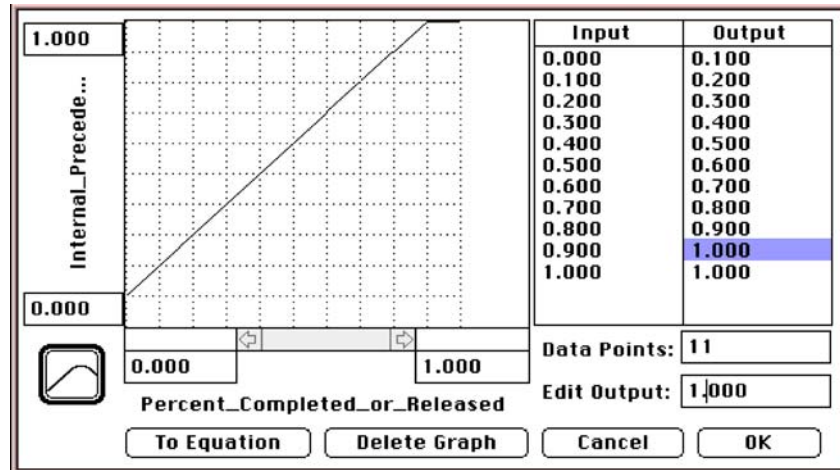 1.000
Internal_Precede...
0.000
0.000
1.000
Percent_Completed_or_Released
Input Output
0.000 0.100
0.100 0.200
0.200 0.300
0.300 0.400
0.400 0.500
0.500 0.600
0.600 0.700
0.700 0.800
0.800 0.900
0.900 1.000
1.000 1.000
Data Points: 11
Edit Output: 1.000
To Equation
Delete Graph
Cancel
OK